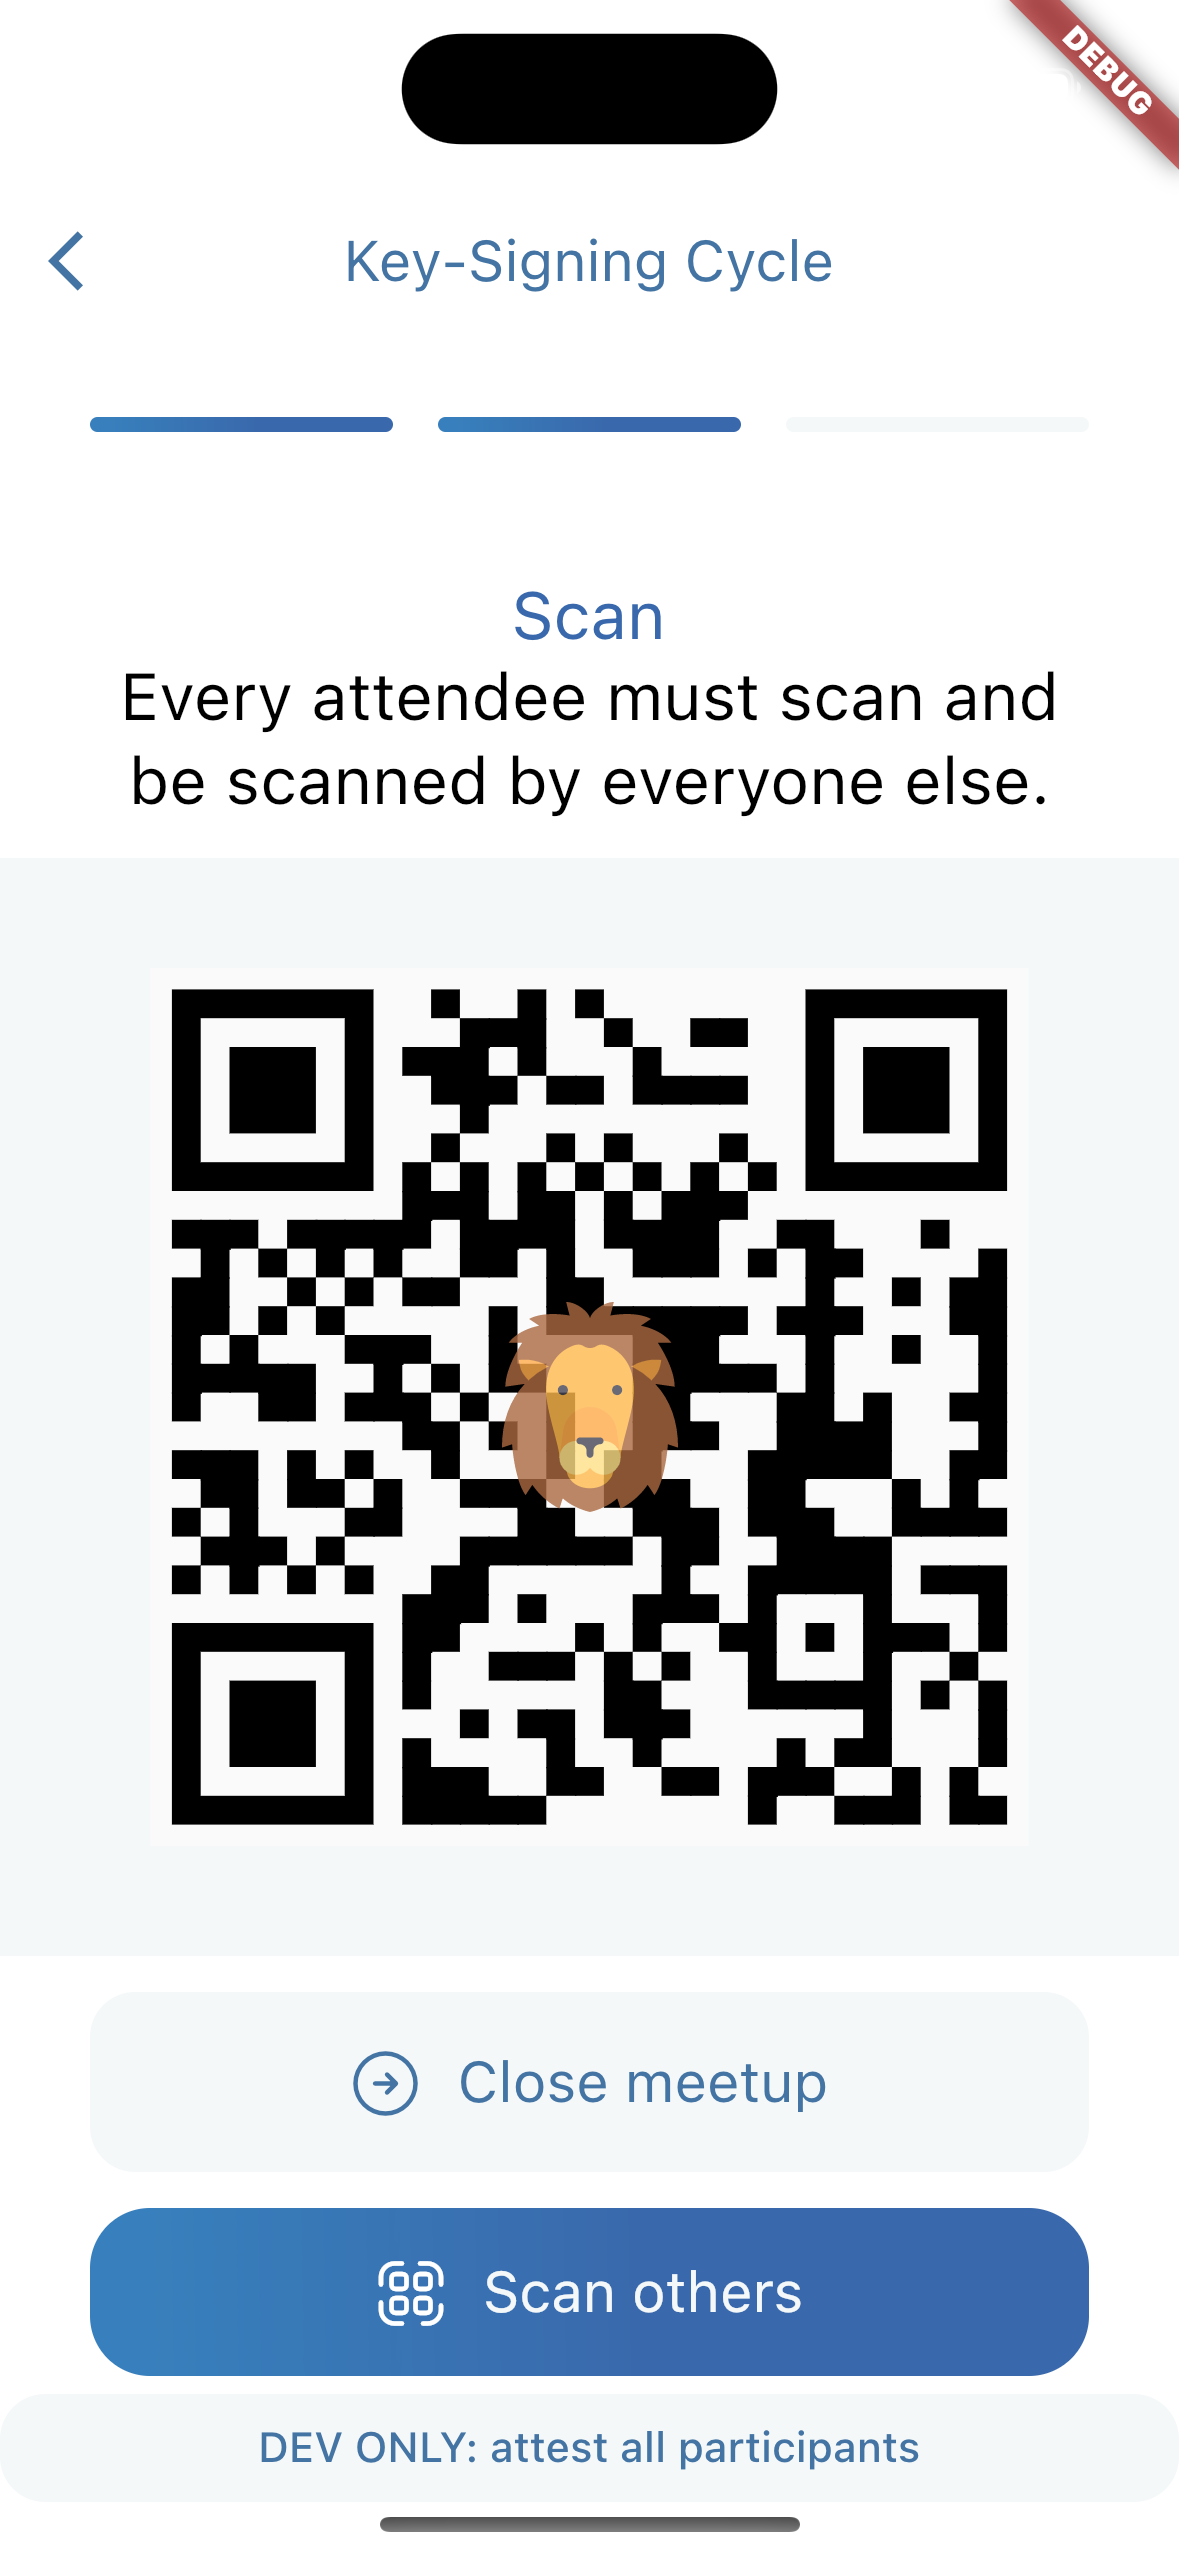 DEBUG
Key-Signing Cycle
Scan
Every attendee must scan and
be scanned by everyone else.
Close meetup
Scan others
DEV ONLY: attest all participants